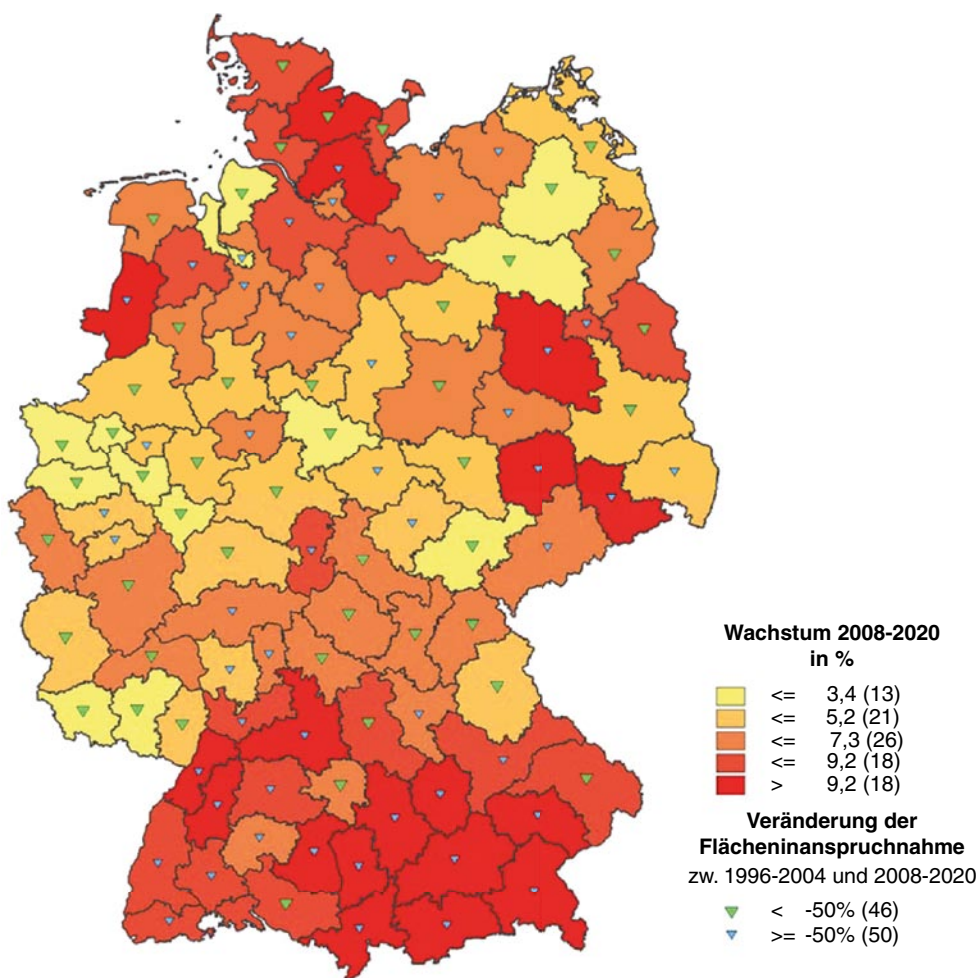 Wachstum 2008-2020
in %
<= 3,4 (13)
<= 5,2 (21)
<= 7,3 (26)
<= 9,2 (18)
> 9,2 (18)
Veränderung der
Flächeninanspruchnahme
zw. 1996-2004 und 2008-2020
< -50% (46)
>= -50% (50)